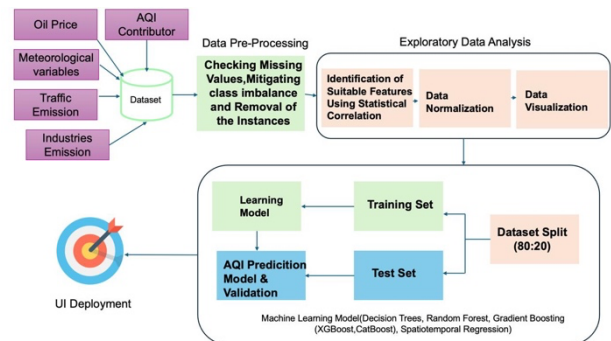 Oil Price
AQI
Contributor
Meteorological
variables
Traffic
Emission
Industries
Emission
Dataset
Data Pre-Processing
Checking Missing
Values,Mitigating
class imbalance
and Removal of
the Instances
Exploratory Data Analysis
Identification of
Suitable Features
Using Statistical
Correlation
Data
Normalization
Data
Visualization
Learning
Model
Training Set
Dataset Split
(80:20)
AQI Predicition
Model &
Validation
Test Set
UI Deployment
Machine Learning Model(Decision Trees, Random Forest, Gradient Boosting
(XGBoost,CatBoost), Spatiotemporal Regression)